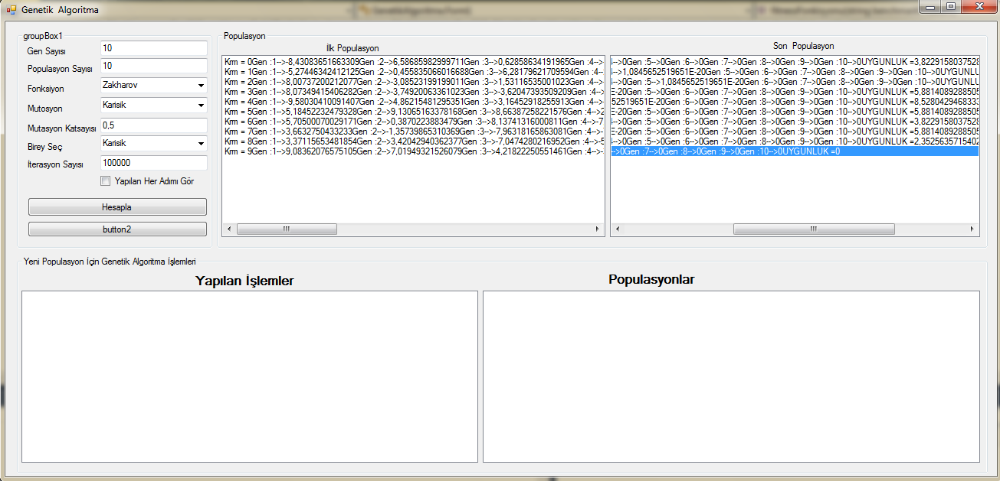 Genetik Algoritma
groupBox1
Gen Sayısı
10
Populasyon Sayısı
10
Fonksiyon
Zakharov
Mutosyon
Karisik
Mutasyon Katsayısı
0,5
Birey Seç
Karisik
İterasyon Sayısı
100000
Yapılan Her Adımı Gör
Hesapla
button2
Populasyon
İlk Populasyon
Km = 0Gen :1-->8,43083651663309Gen :2-->6,58685982999711Gen :3-->0,62858634191965Gen :4-->
Km = 1Gen :1-->5,27446342412125Gen :2-->0,455835066016688Gen :3-->6,28179621709594Gen :4--
Km = 2Gen :1-->8,00737200212077Gen :2-->3,08523199199011Gen :3-->1,53116535001023Gen :4-->
Km = 3Gen :1-->8,07349415406282Gen :2-->3,74920063361023Gen :3-->3,62047393509209Gen :4-->
Km = 4Gen :1-->9,58030410091407Gen :2-->4,86215481295351Gen :3-->3,16452918255913Gen :4-->
Km = 5Gen :1-->5,18452232479328Gen :2-->9,13065163378168Gen :3-->8,66387258221576Gen :4-->2
Km = 6Gen :1-->5,70500070029171Gen :2-->0,3870223883479Gen :3-->8,13741316000811Gen :4-->-7
Km = 7Gen :1-->3,6632750433233Gen :2-->1,35739865310369Gen :3-->7,96318165863081Gen :4-->
Km = 8Gen :1-->3,37115653481854Gen :2-->3,42042940362377Gen :3-->7,0474280216952Gen :4-->5
Km = 9Gen :1-->9,08362076575105Gen :2-->7,01949321526079Gen :3-->4,21822250551461Gen :4-->
Son Populasyon
-->0Gen :5-->0Gen :6-->0Gen :7-->0Gen :8-->0Gen :9-->0Gen :10-->0UYGUNLUK =3,8229158037528
-->1,0845652519651E-20Gen :5-->0Gen :6-->0Gen :7-->0Gen :8-->0Gen :9-->0Gen :10-->0UYGUNLU
->0Gen :5-->1,0845652519651E-20Gen :6-->0Gen :7-->0Gen :8-->0Gen :9-->0Gen :10-->0UYGUNLU
E-20Gen :5-->0Gen :6-->0Gen :7-->0Gen :8-->0Gen :9-->0Gen :10-->0UYGUNLUK =5,8814089288505
52519651E-20Gen :5-->0Gen :6-->0Gen :7-->0Gen :8-->0Gen :9-->0Gen :10-->0UYGUNLUK =8,5280429468333
E-20Gen :5-->0Gen :6-->0Gen :7-->0Gen :8-->0Gen :9-->0Gen :10-->0UYGUNLUK =5,8814089288505
->0Gen :5-->0Gen :6-->0Gen :7-->0Gen :8-->0Gen :9-->0Gen :10-->0UYGUNLUK =3,8229158037528
E-20Gen :5-->0Gen :6-->0Gen :7-->0Gen :8-->0Gen :9-->0Gen :10-->0UYGUNLUK =5,8814089288505
->0Gen :5-->0Gen :6-->0Gen :7-->0Gen :8-->0Gen :9-->0Gen :10-->0UYGUNLUK =2,3525635715402
->0Gen :7-->0Gen :8-->0Gen :9-->0Gen :10-->0UYGUNLUK =0
Yeni Populasyon İçin Genetik Algoritma İşlemleri
Yapılan İşlemler
Populasyonlar